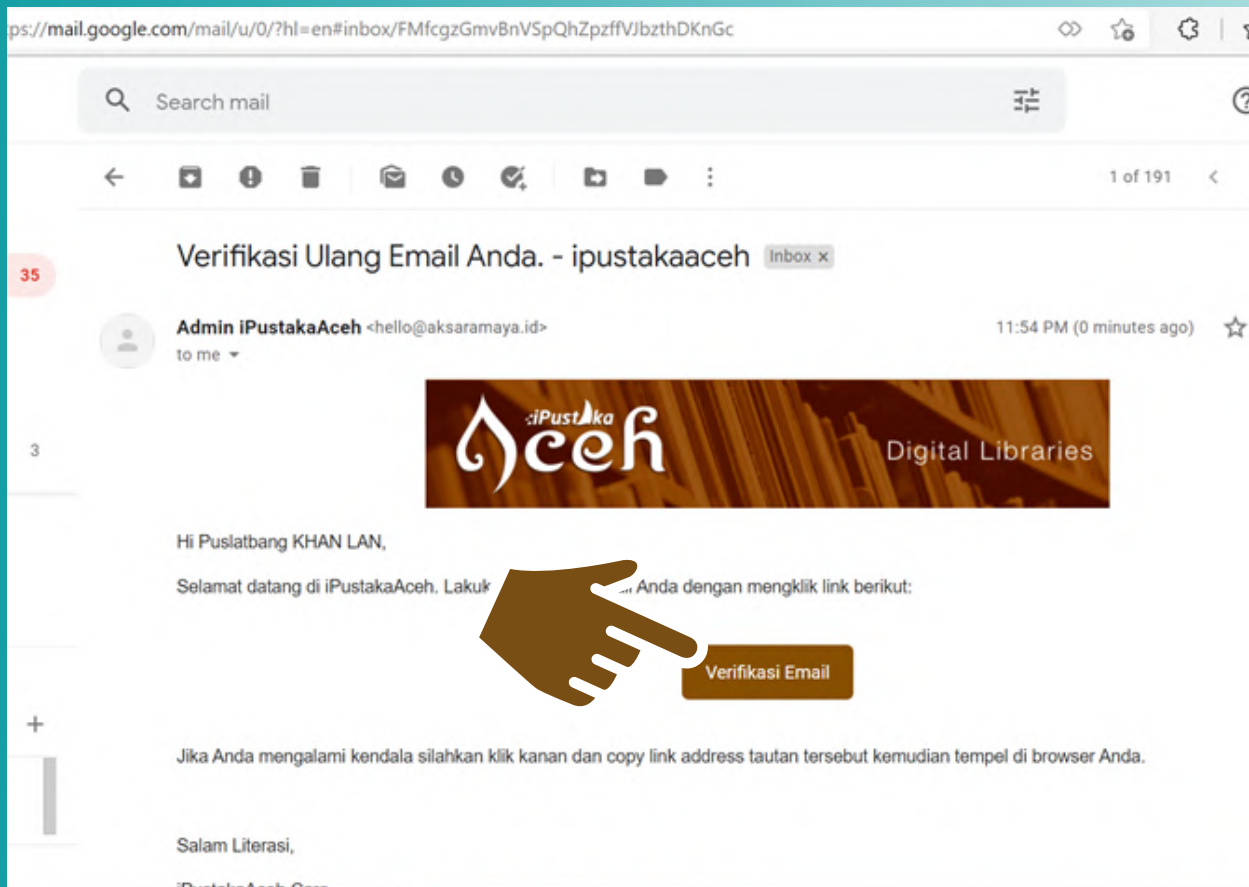 ps://mail.google.com/mail/u/0/?hl=en#inbox/FMfcgzGmvBnVSpQhZpzffVJbzthDKnGc
Search mail
1 of 191
Verifikasi Ulang Email Anda. - ipustakaaceh Inbox x
35
Admin iPustakaAceh <hello@aksaramaya.id> 11:54 PM (0 minutes ago)
to me
iPustaka
Aceh Digital Libraries
3
Hi Puslatbang KHAN LAN,
Selamat datang di iPustakaAceh. Anda dengan mengklik link berikut:
Verifikasi Email
Jika Anda mengalami kendala silahkan klik kanan dan copy link address tautan tersebut kemudian tempel di browser Anda.
Salam Literasi,